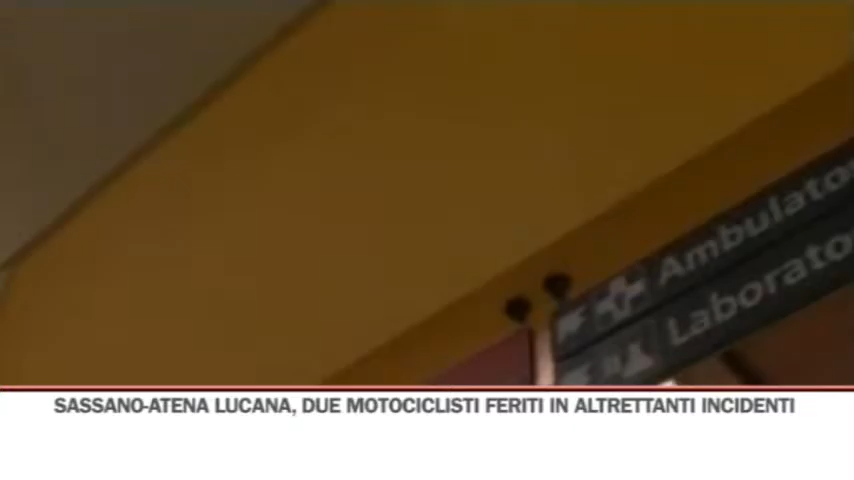 Ambulato
Laborato
SASSANO-ATENA LUCANA, DUE MOTOCICLISTI FERITI IN ALTRETTANTI INCIDENTI